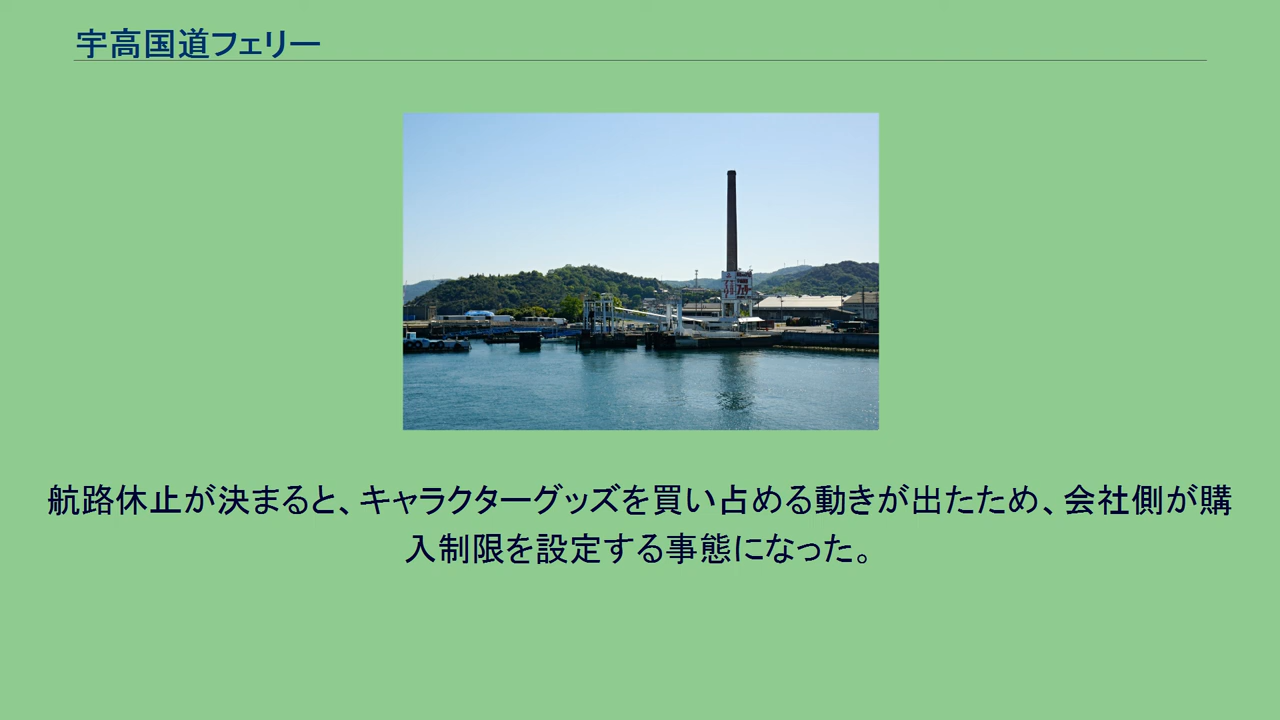 宇高国道フェリー
航路休止が決まると、キャラクターグッズを買い占める動きが出たため、会社側が購
入制限を設定する事態になった。